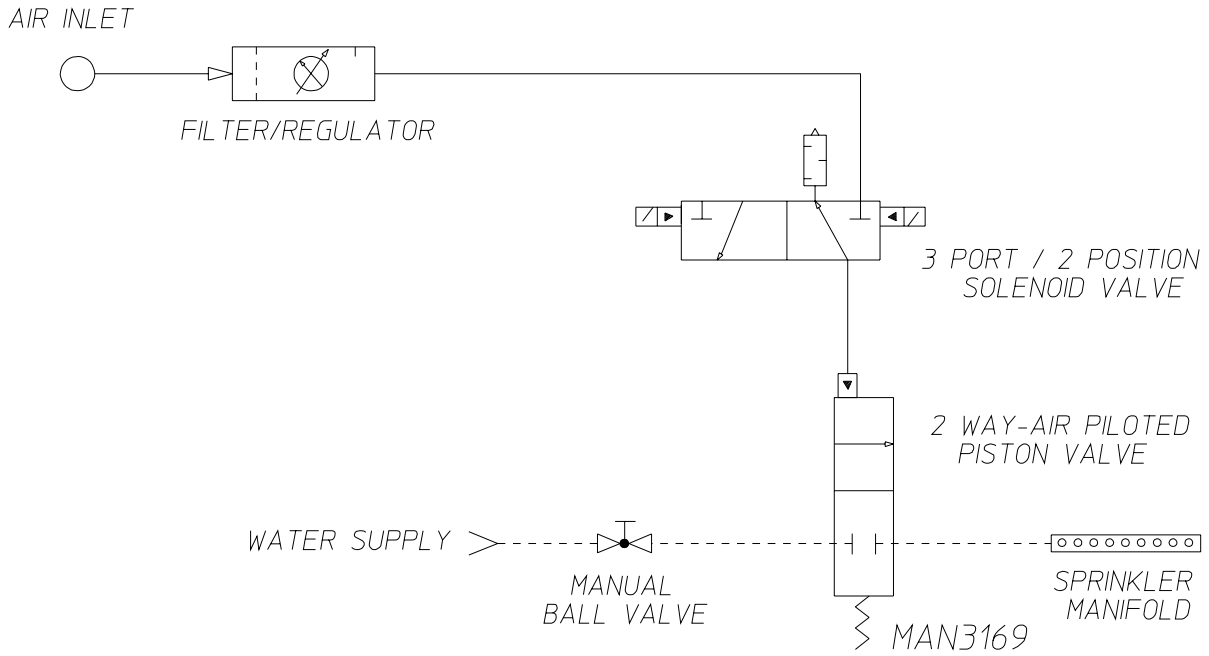 AIR INLET
FILTER/REGULATOR
3 PORT / 2 POSITION
SOLENOID VALVE
2 WAY-AIR PILOTED
PISTON VALVE
WATER SUPPLY
MANUAL
BALL VALVE
SPRINKLER
MANIFOLD
MAN3169